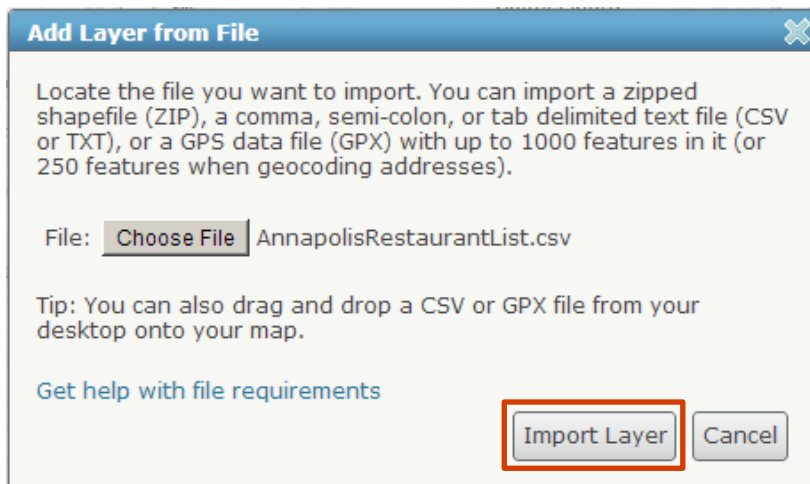 Add Layer from File
Locate the file you want to import. You can import a zipped
shapefile (ZIP), a comma, semi-colon, or tab delimited text file (CSV
or TXT), or a GPS data file (GPX) with up to 1000 features in it (or
250 features when geocoding addresses).
File: Choose File AnnapolisRestaurantList.csv
Tip: You can also drag and drop a CSV or GPX file from your
desktop onto your map.
Get help with file requirements
Import Layer Cancel